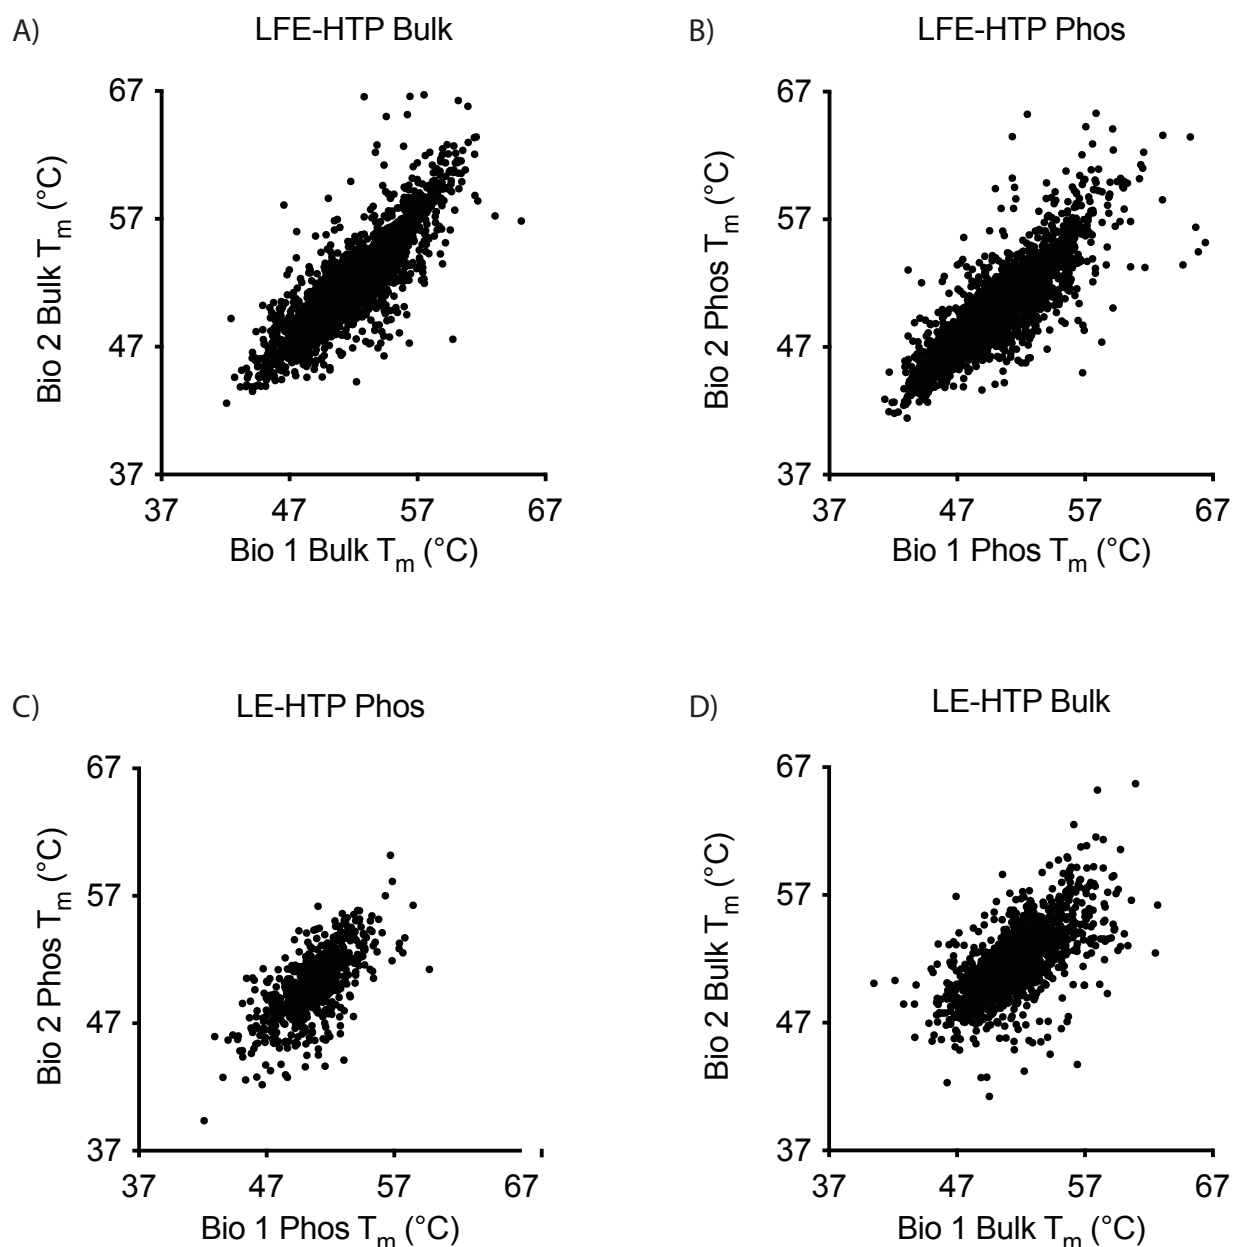 A)
LFE-HTP Bulk
67
57
47
37
37 47 57 67
Bio 2 Bulk Tm (°C)
Bio 1 Bulk Tm (°C)
B)
LFE-HTP Phos
67
57
47
37
37 47 57 67
Bio 2 Phos Tm (°C)
Bio 1 Phos Tm (°C)
C)
LE-HTP Phos
67
57
47
37
37 47 57 67
Bio 2 Phos Tm (°C)
Bio 1 Phos Tm (°C)
D)
LE-HTP Bulk
67
57
47
37
37 47 57 67
Bio 2 Bulk Tm (°C)
Bio 1 Bulk Tm (°C)